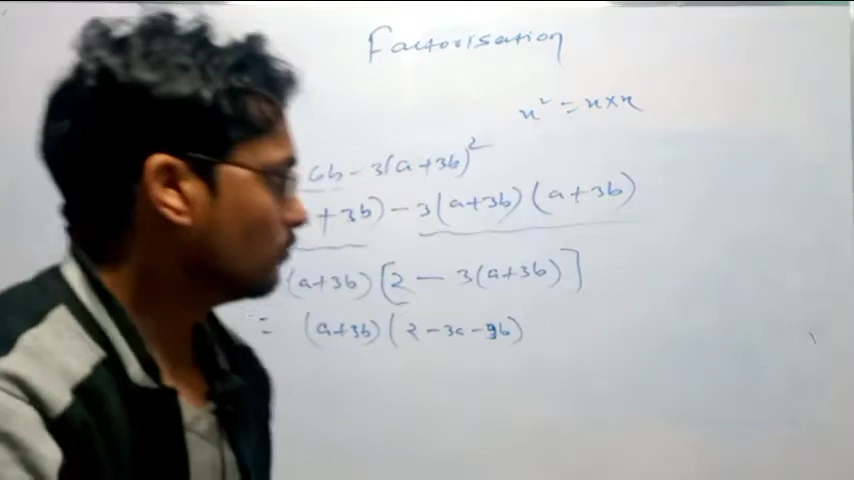 Factorisation
x² = x×x
6b - 3(a+3b)²
+3b) - 3(a+3b)(a+3b)
(a+3b)[2 - 3(a+3b)]
= (a+3b)(2-3a-9b)